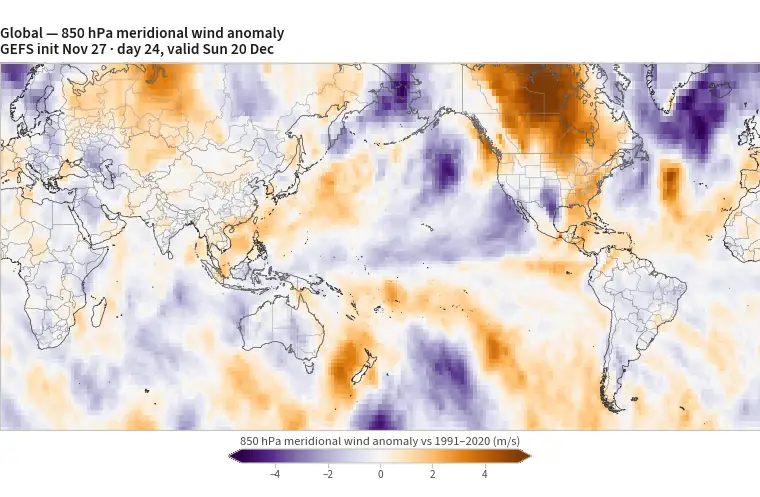 Global — 850 hPa meridional wind anomaly
GEFS init Nov 27 · day 24, valid Sun 20 Dec
850 hPa meridional wind anomaly vs 1991–2020 (m/s)
−4 −2 0 2 4